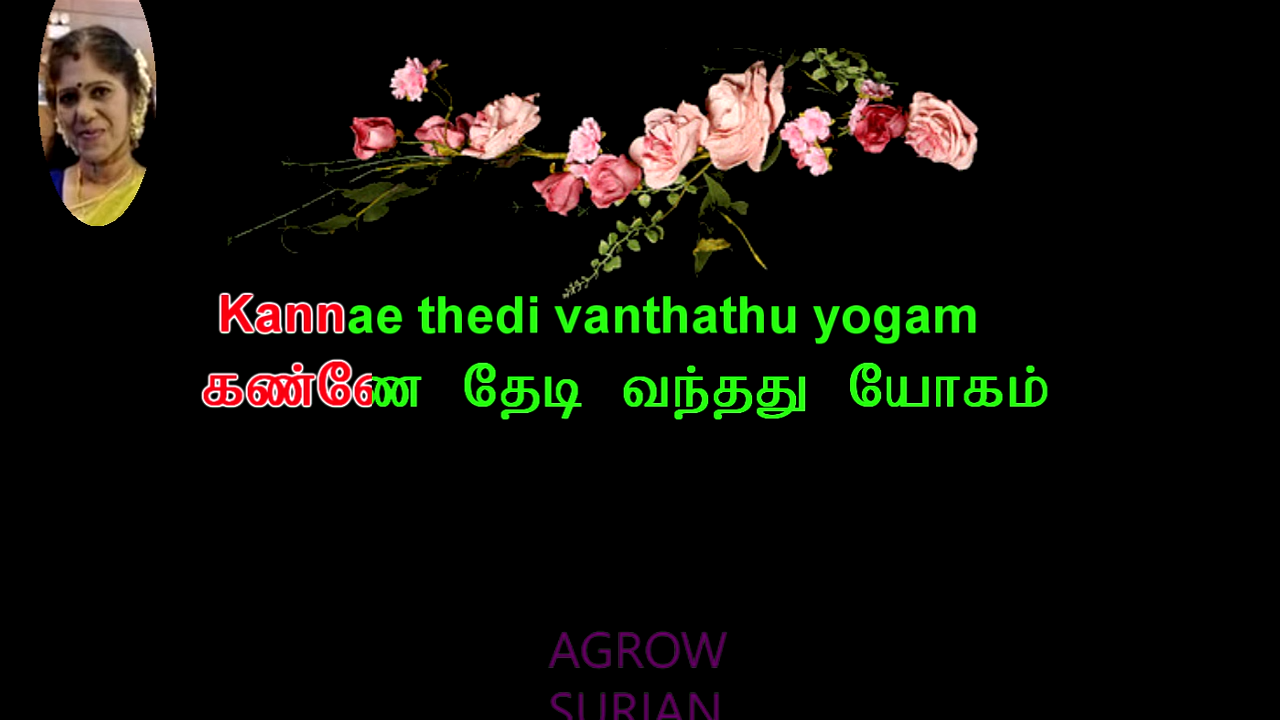 Kannae thedi vanthathu yogam
கண்ணே தேடி வந்தது யோகம்
AGROW
SURIAN